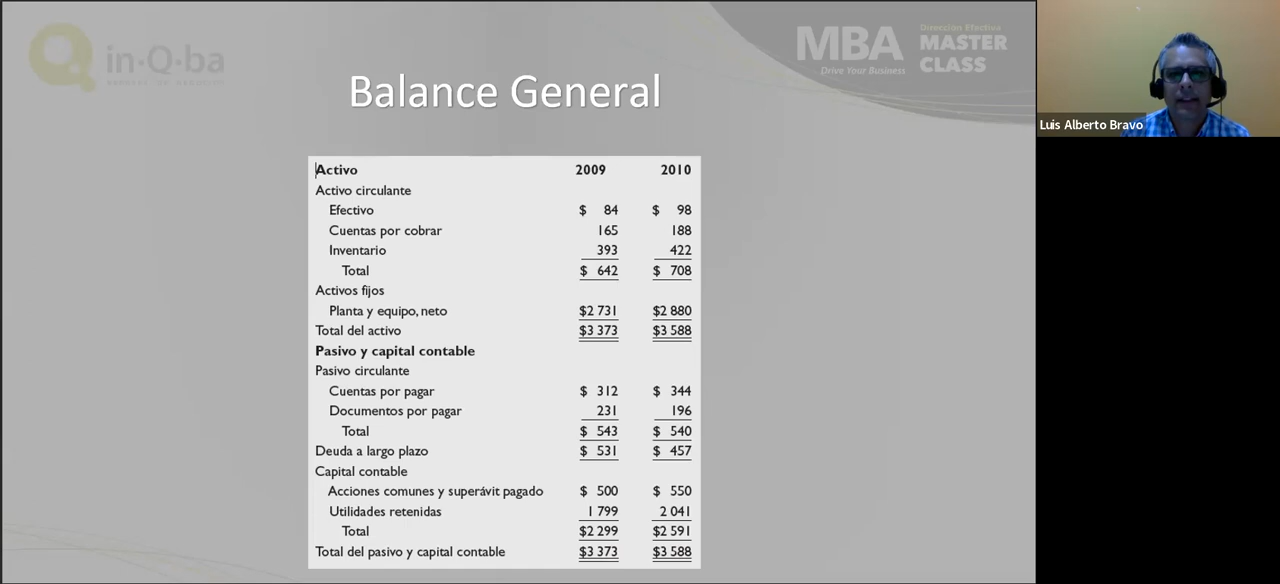 in·Q·ba
MBA
Drive Your Business
Dirección Efectiva
MASTER
CLASS
Balance General
Luis Alberto Bravo
Activo 2009 2010
Activo circulante
Efectivo $ 84 $ 98
Cuentas por cobrar 165 188
Inventario 393 422
Total $ 642 $ 708
Activos fijos
Planta y equipo, neto $2 731 $2 880
Total del activo $3 373 $3 588
Pasivo y capital contable
Pasivo circulante
Cuentas por pagar $ 312 $ 344
Documentos por pagar 231 196
Total $ 543 $ 540
Deuda a largo plazo $ 531 $ 457
Capital contable
Acciones comunes y superávit pagado $ 500 $ 550
Utilidades retenidas 1 799 2 041
Total $2 299 $2 591
Total del pasivo y capital contable $3 373 $3 588